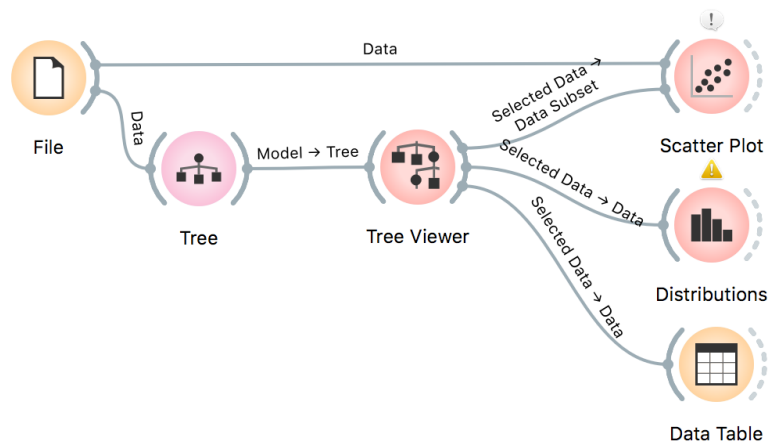 Data
File
Data
Tree
Model → Tree
Tree Viewer
Selected Data →
Data Subset
Scatter Plot
Selected Data → Data
Distributions
Selected Data → Data
Data Table